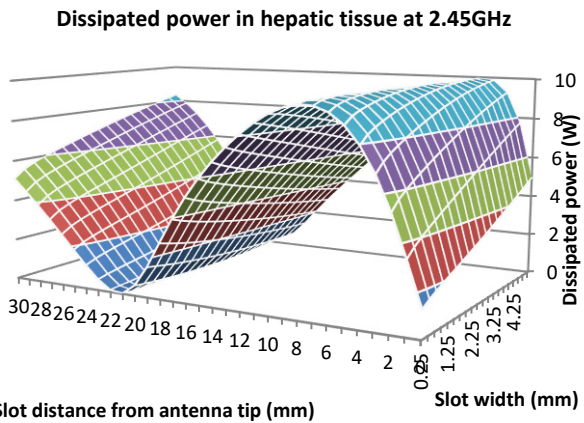 Dissipated power in hepatic tissue at 2.45GHz
10
8
6
4
2
0
Dissipated power (W)
30 28 26 24 22 20 18 16 14 12 10 8 6 4 2 0
0.25 1.25 2.25 3.25 4.25
Slot width (mm)
Slot distance from antenna tip (mm)